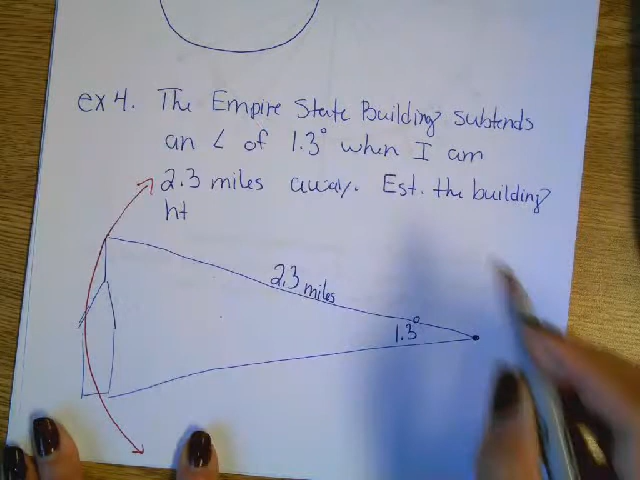 ex 4. The Empire State Building subtends
an ∠ of 1.3° when I am
2.3 miles away. Est. the building
ht
2.3 miles
1.3°